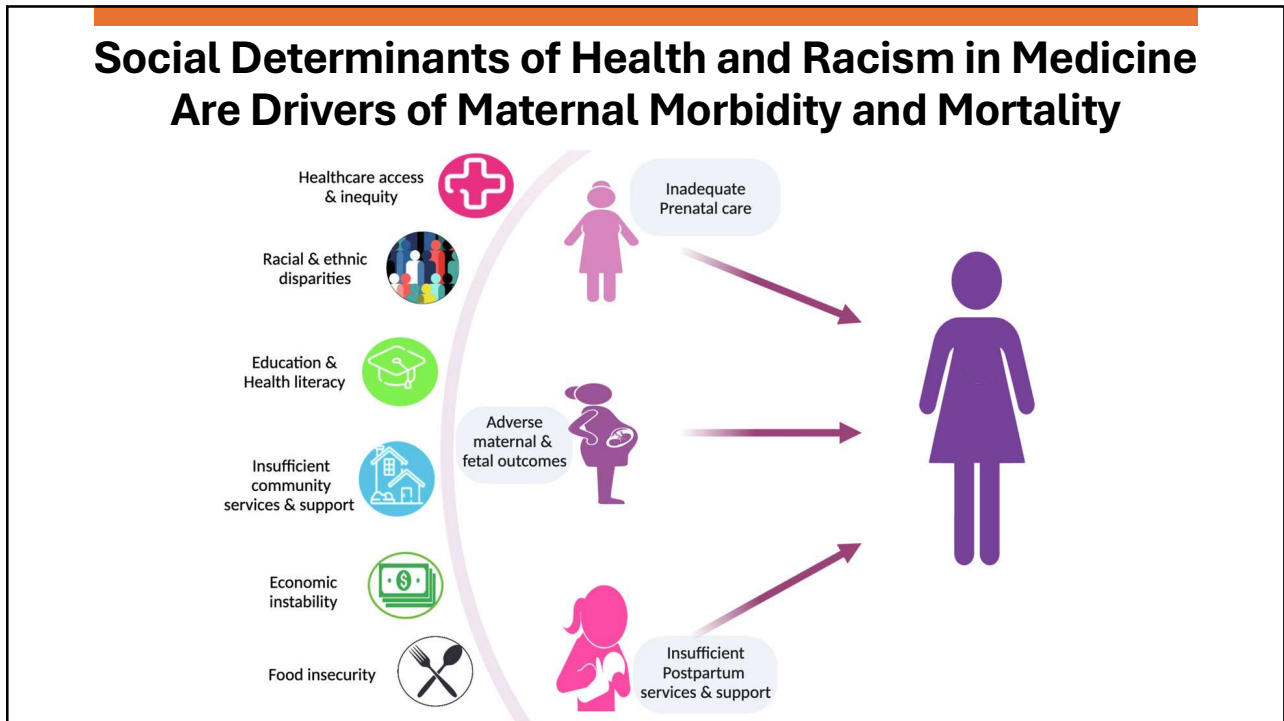 Social Determinants of Health and Racism in Medicine
Are Drivers of Maternal Morbidity and Mortality
Healthcare access
& inequity
Racial & ethnic
disparities
Education &
Health literacy
Insufficient
community
services & support
Economic
instability
$
Food insecurity
Inadequate
Prenatal care
Adverse
maternal &
fetal outcomes
Insufficient
Postpartum
services & support